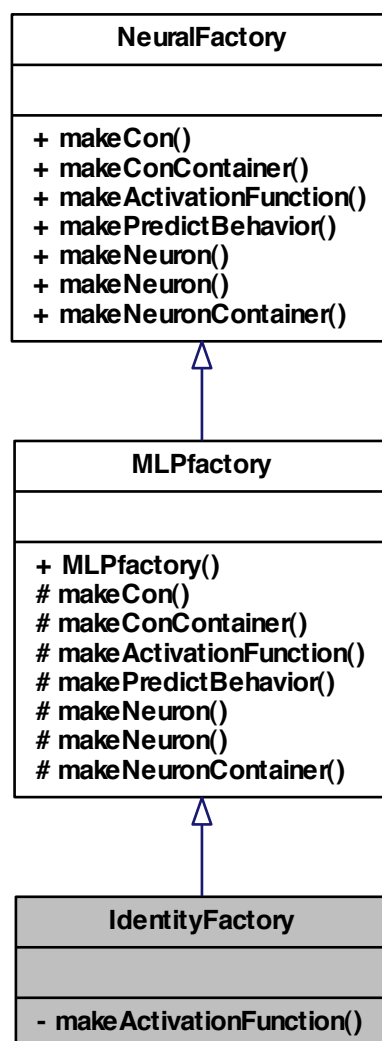 NeuralFactory
+ makeCon()
+ makeConContainer()
+ makeActivationFunction()
+ makePredictBehavior()
+ makeNeuron()
+ makeNeuron()
+ makeNeuronContainer()
MLPfactory
+ MLPfactory()
# makeCon()
# makeConContainer()
# makeActivationFunction()
# makePredictBehavior()
# makeNeuron()
# makeNeuron()
# makeNeuronContainer()
IdentityFactory
- makeActivationFunction()